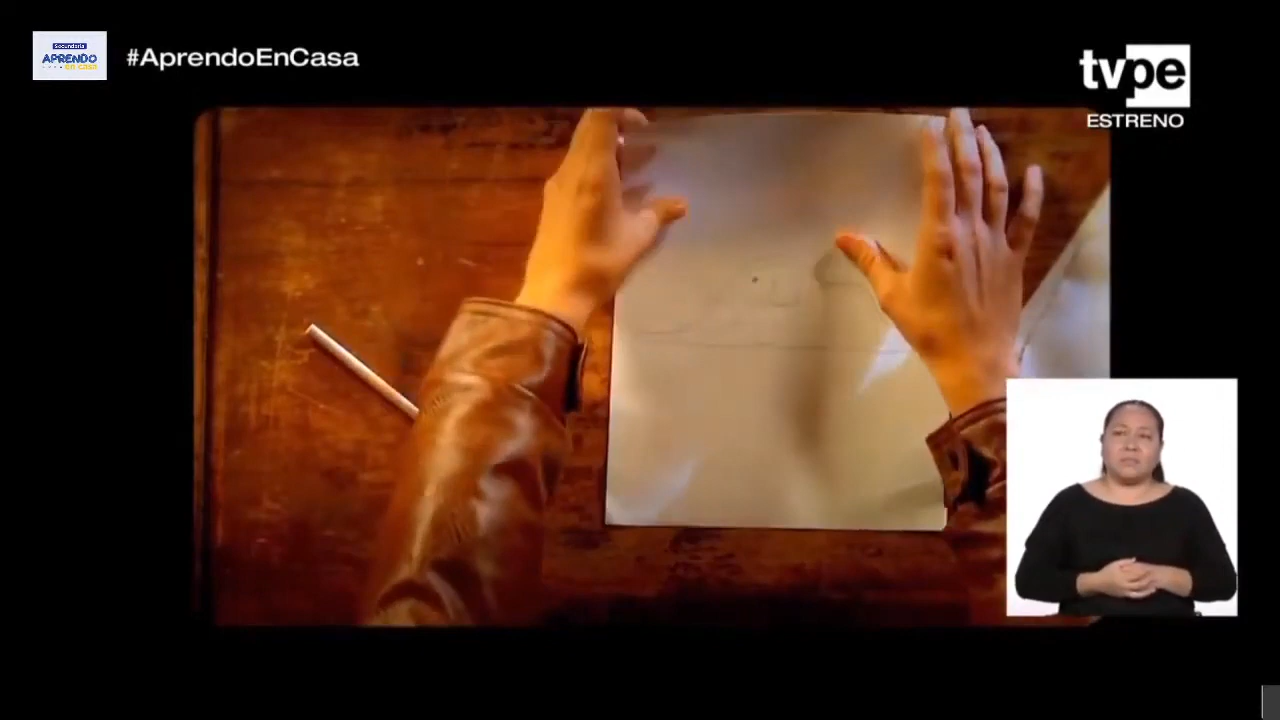 Secundaria
APRENDO
EN CASA
#AprendoEnCasa
tvpe
ESTRENO